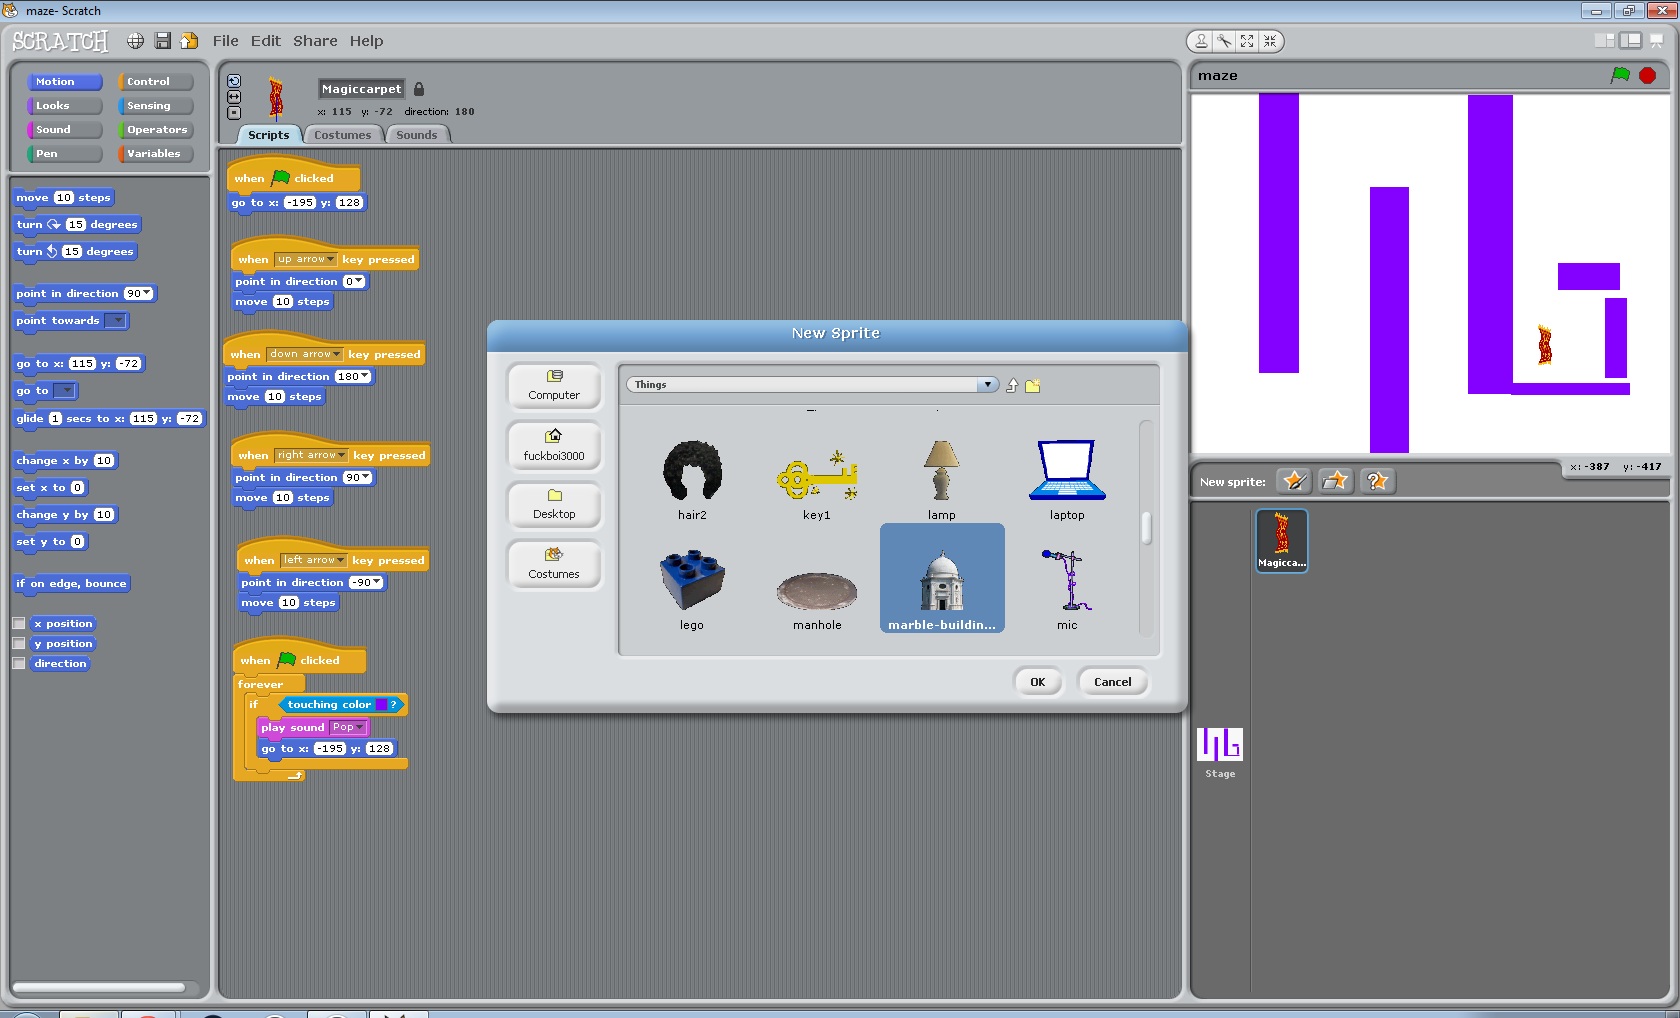 maze- Scratch
SCRATCH
File Edit Share Help
Motion Control
Looks Sensing
Sound Operators
Pen Variables
move 10 steps
turn 15 degrees
turn 15 degrees
point in direction 90
point towards
go to x: 115 y: -72
go to
glide 1 secs to x: 115 y: -72
change x by 10
set x to 0
change y by 10
set y to 0
if on edge, bounce
x position
y position
direction
Magiccarpet
x: 115 y: -72 direction: 180
Scripts Costumes Sounds
when clicked
go to x: -195 y: 128
when up arrow key pressed
point in direction 0
move 10 steps
when down arrow key pressed
point in direction 180
move 10 steps
when right arrow key pressed
point in direction 90
move 10 steps
when left arrow key pressed
point in direction -90
move 10 steps
when clicked
forever
if touching color ?
play sound Pop
go to x: -195 y: 128
New Sprite
Computer
fuckboi3000
Desktop
Costumes
Things
hair2 key1 lamp laptop
lego manhole marble-buildin... mic
OK Cancel
maze
x: -387 y: -417
New sprite:
Magicca...
Stage